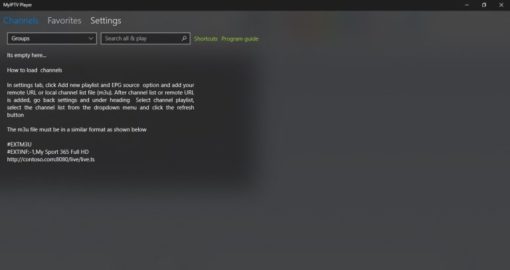 MyIPTV Player
Channels Favorites Settings
Groups Search all & play Shortcuts Program guide
Its empty here...
How to load channels
In settings tab, click Add new playlist and EPG source option and add your
remote URL or local channel list file (m3u). After channel list or remote URL
is added, go back settings and under heading Select channel playlist,
select the channel list from the dropdown menu and click the refresh
button
The m3u file must be in a similar format as shown below
#EXTM3U
#EXTINF:-1,My Sport 365 Full HD
http://contoso.com:8080/live/live.ts